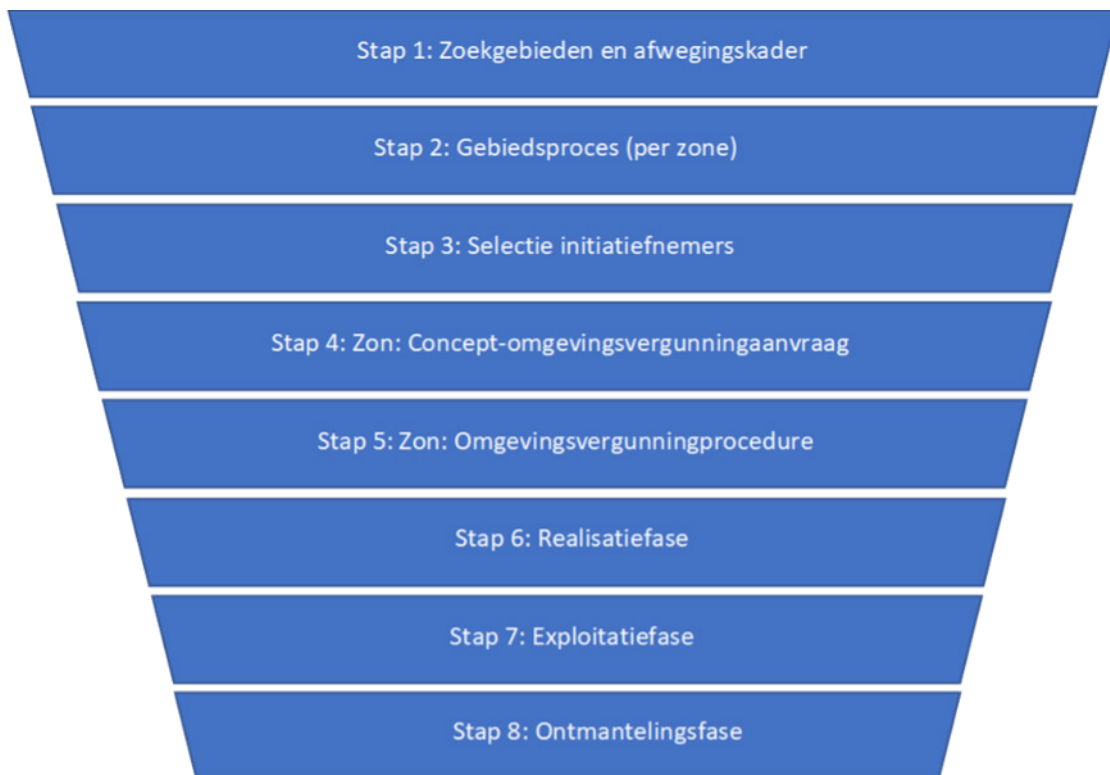 Stap 1: Zoekgebieden en afwegingskader
Stap 2: Gebiedsproces (per zone)
Stap 3: Selectie initiatiefnemers
Stap 4: Zon: Concept-omgevingsvergunningaanvraag
Stap 5: Zon: Omgevingsvergunningprocedure
Stap 6: Realisatiefase
Stap 7: Exploitatiefase
Stap 8: Ontmantelingsfase